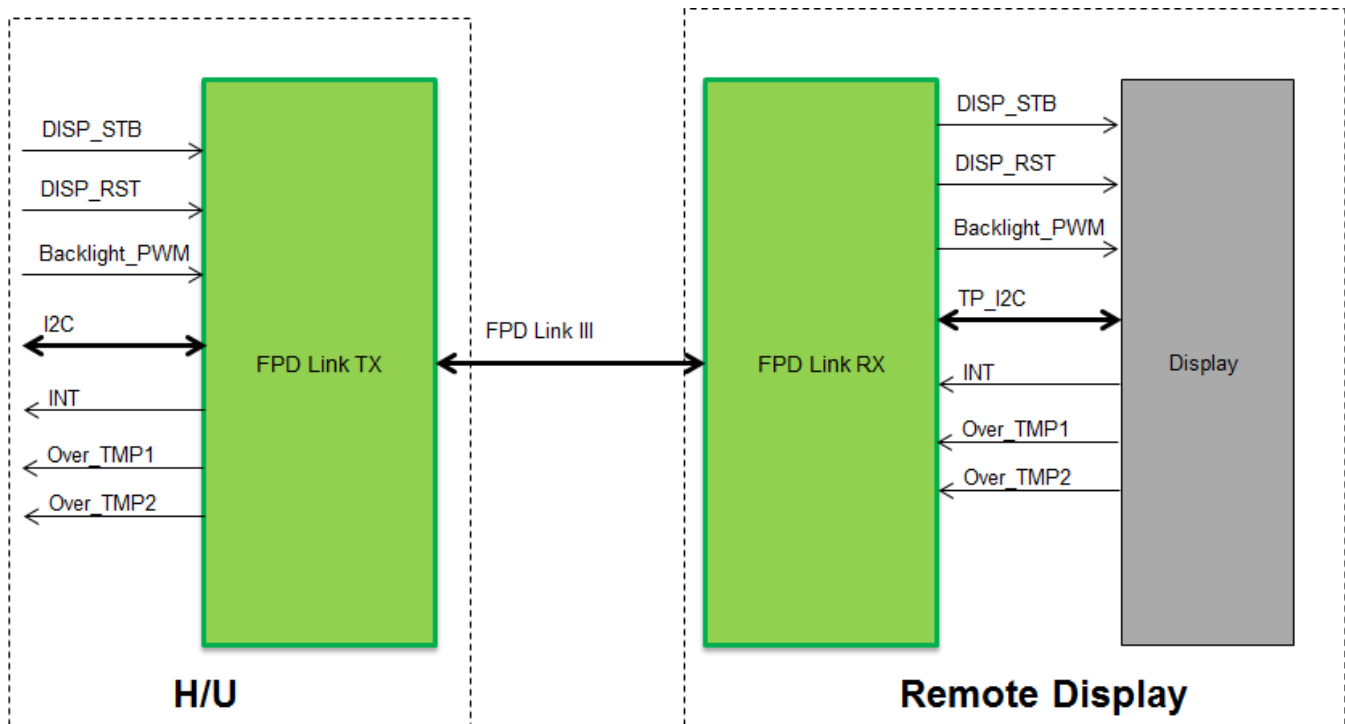 DISP_STB
DISP_RST
Backlight_PWM
I2C
INT
Over_TMP1
Over_TMP2
FPD Link TX
FPD Link III
FPD Link RX
DISP_STB
DISP_RST
Backlight_PWM
TP_I2C
INT
Over_TMP1
Over_TMP2
Display
H/U
Remote Display